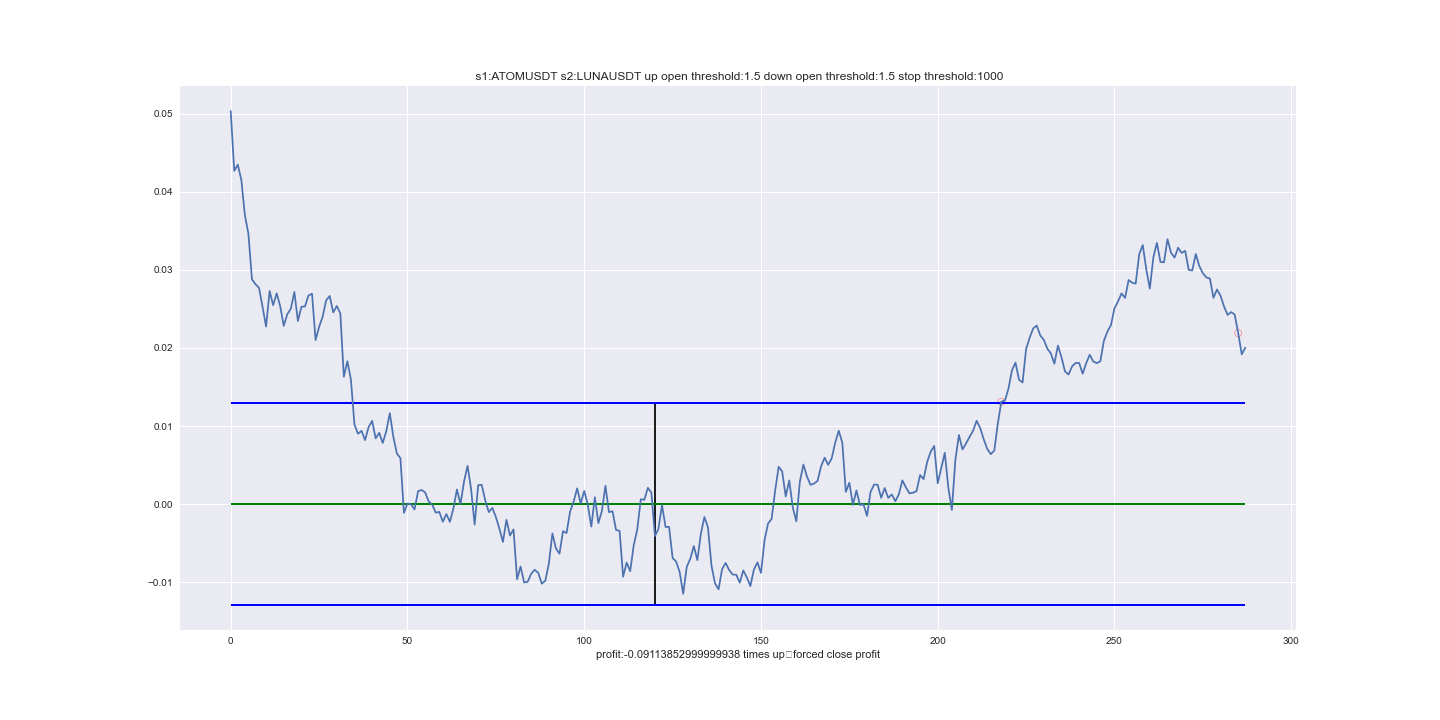 s1:ATOMUSDT s2:LUNAUSDT up open threshold:1.5 down open threshold:1.5 stop threshold:1000
0.05
0.04
0.03
0.02
0.01
0.00
−0.01
0 50 100 150 200 250 300
profit:-0.09113852999999938 times up□forced close profit